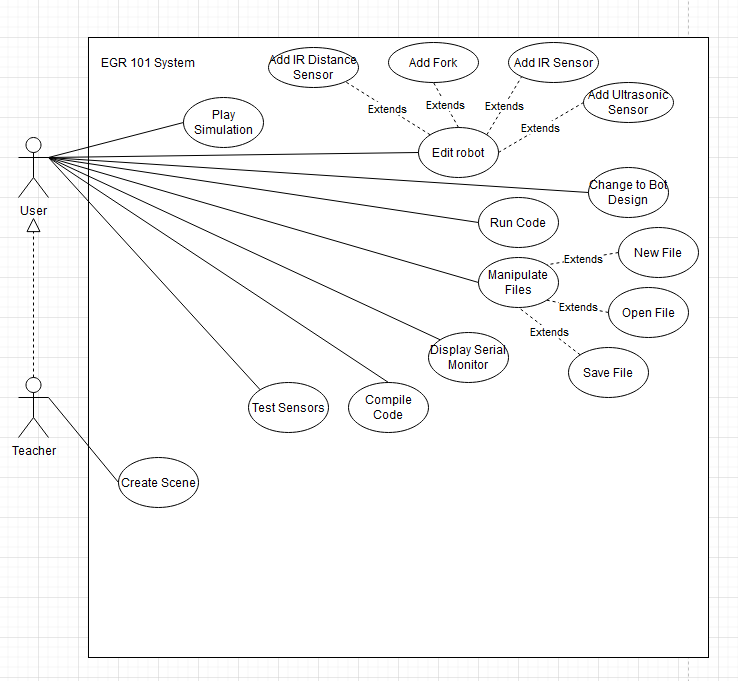 EGR 101 System
Add IR Distance
Sensor
Add Fork
Add IR Sensor
Add Ultrasonic
Sensor
Extends
Extends
Extends
Extends
Play
Simulation
Edit robot
User
Change to Bot
Design
Run Code
Manipulate
Files
Extends
New File
Extends
Open File
Extends
Save File
Display Serial
Monitor
Test Sensors
Compile
Code
Teacher
Create Scene